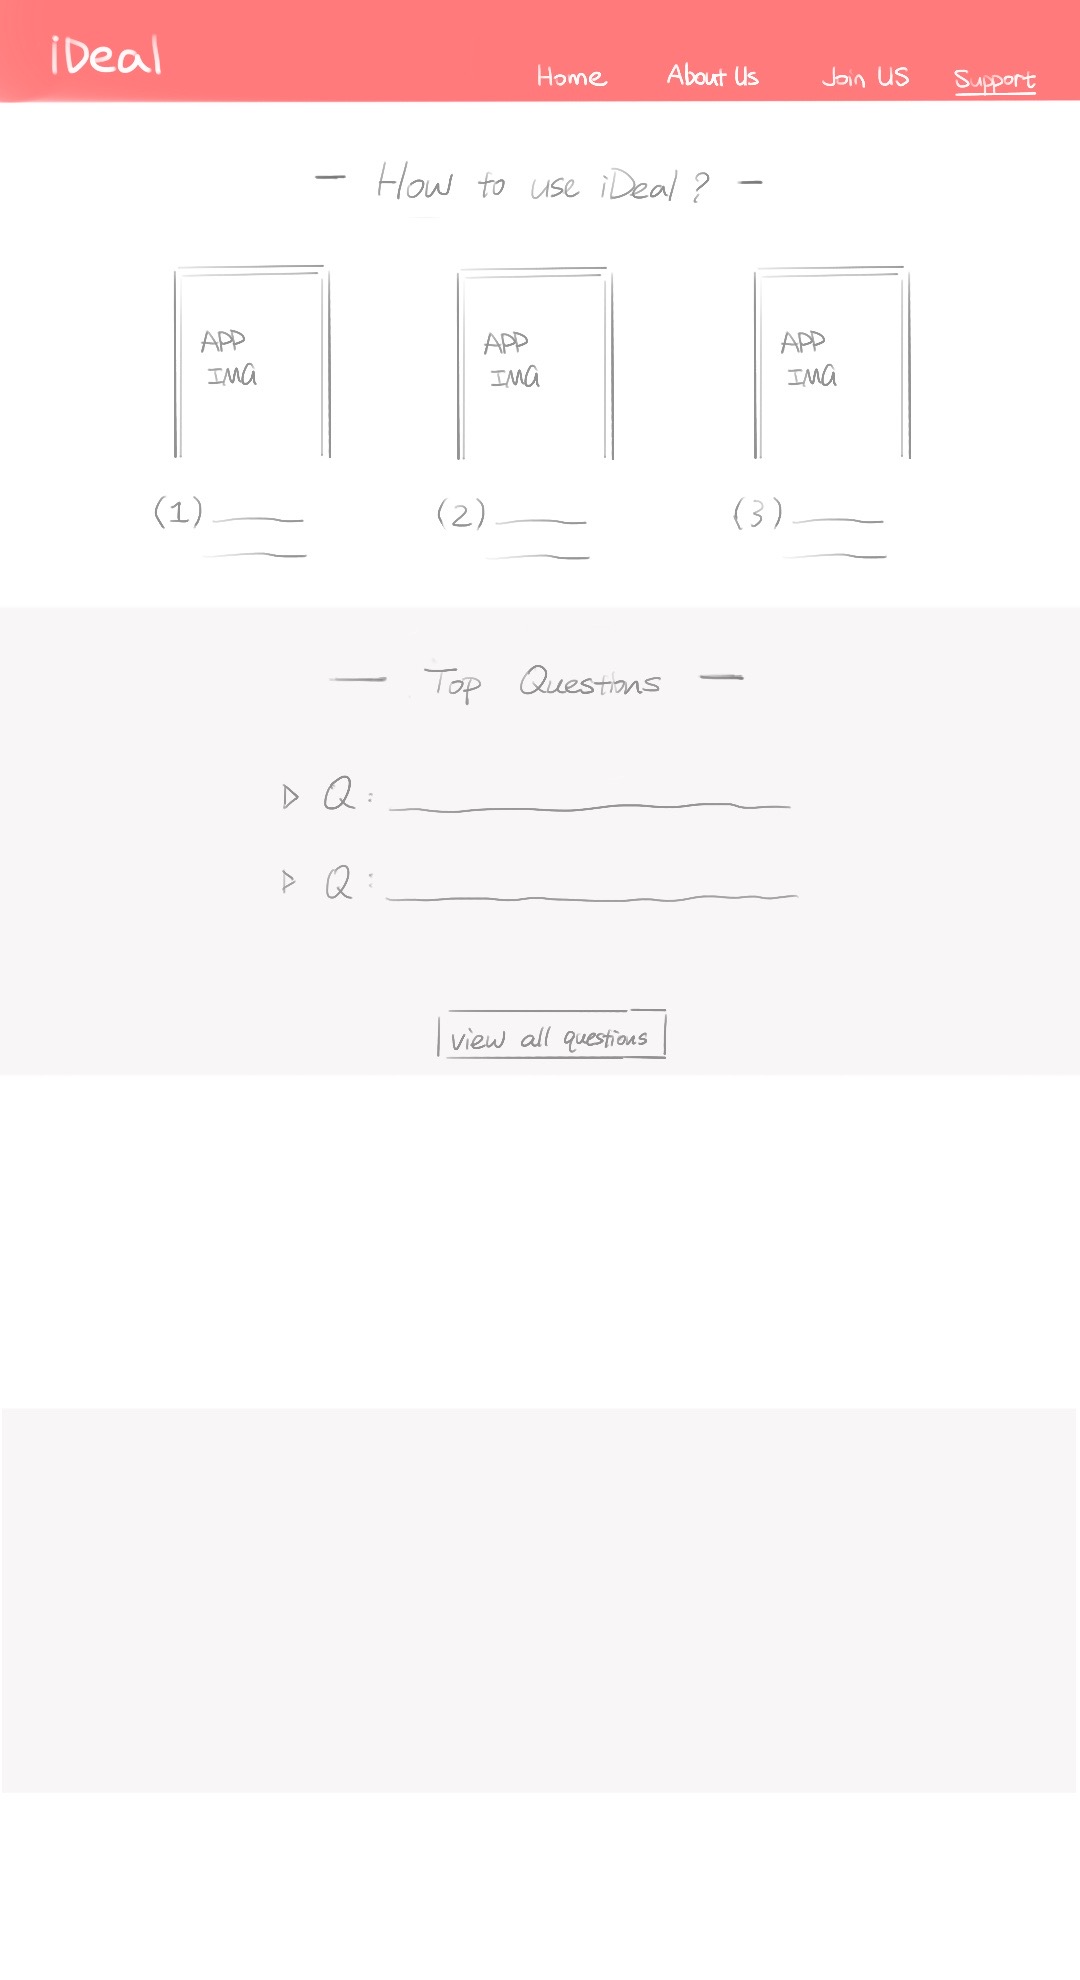 iDeal
Home About Us Join US Support
- How to use iDeal? -
APP
IMG
APP
IMG
APP
IMG
(1)
(2)
(3)
— Top Questions —
Q:
Q:
view all questions